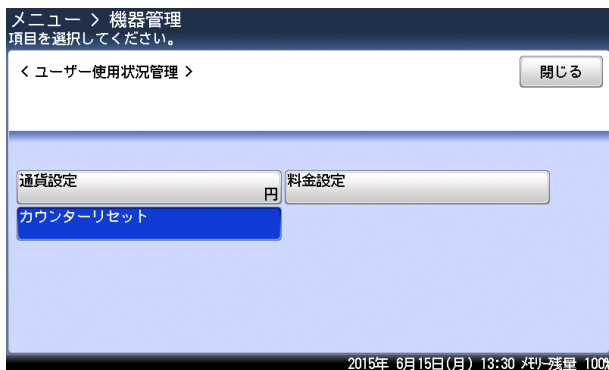 メニュー > 機器管理
項目を選択してください。
< ユーザー使用状況管理 >
閉じる
通貨設定
円
料金設定
カウンターリセット
2015年 6月15日(月) 13:30 メモリー残量 100%